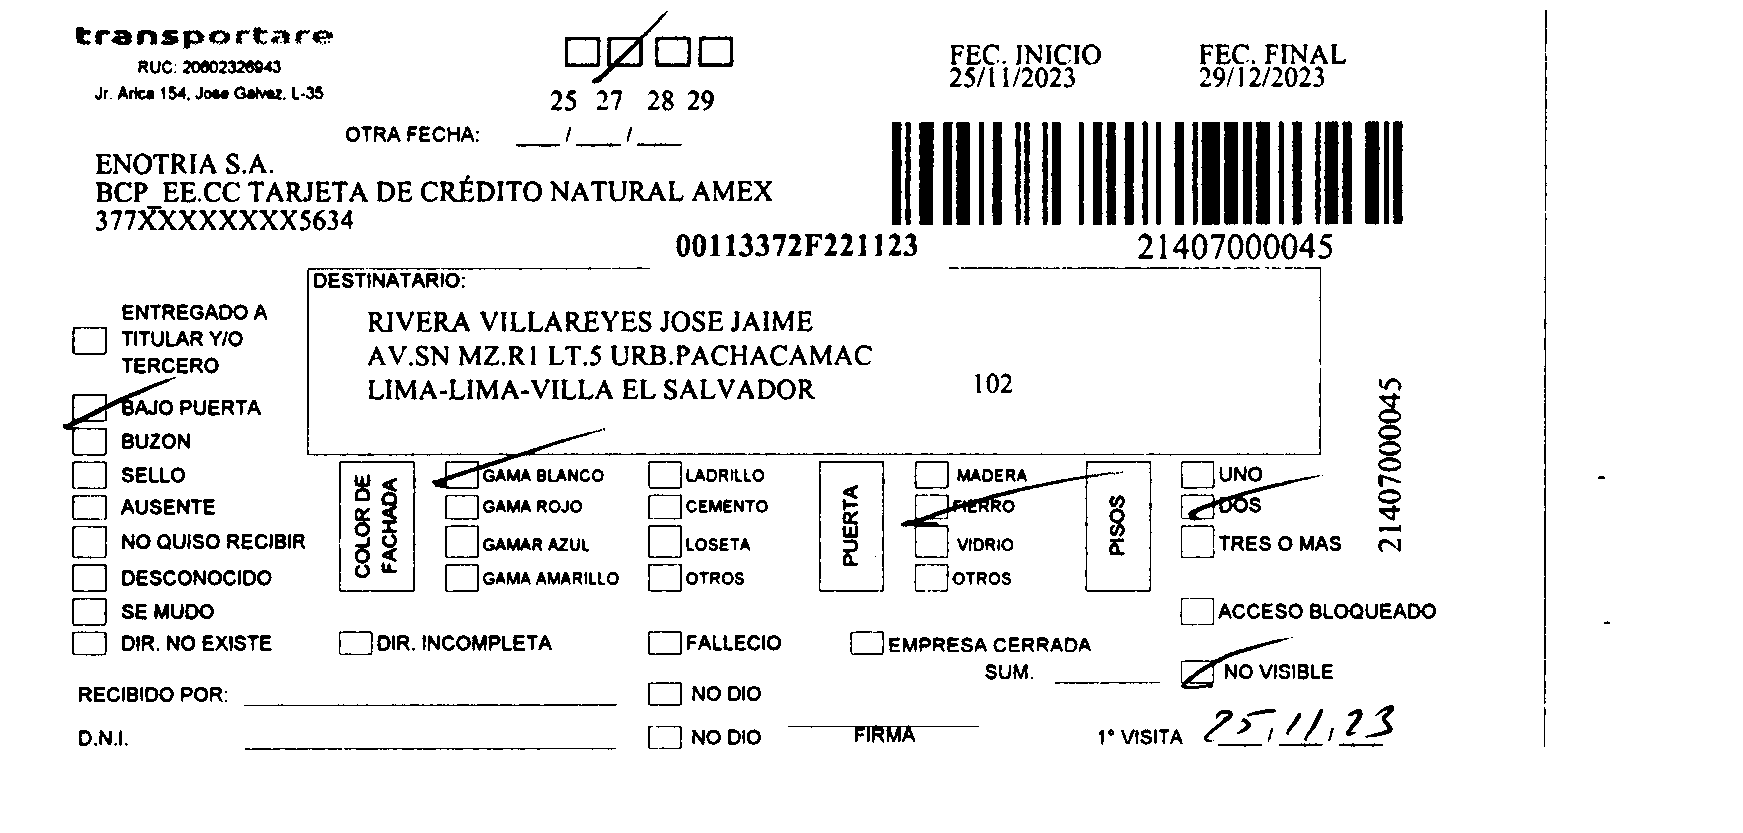 transportare
RUC: 20602326943
Jr. Arica 154, Jose Galvez, L-35
25 27 28 29
OTRA FECHA: ___/___/___
FEC. INICIO
25/11/2023
FEC. FINAL
29/12/2023
ENOTRIA S.A.
BCP_EE.CC TARJETA DE CRÉDITO NATURAL AMEX
377XXXXXXXXX5634
00113372F221123
21407000045
DESTINATARIO:
RIVERA VILLAREYES JOSE JAIME
AV.SN MZ.R1 LT.5 URB.PACHACAMAC
LIMA-LIMA-VILLA EL SALVADOR
102
21407000045
ENTREGADO A
TITULAR Y/O
TERCERO
BAJO PUERTA
BUZON
SELLO
AUSENTE
NO QUISO RECIBIR
DESCONOCIDO
SE MUDO
DIR. NO EXISTE
COLOR DE
FACHADA
GAMA BLANCO
GAMA ROJO
GAMAR AZUL
GAMA AMARILLO
LADRILLO
CEMENTO
LOSETA
OTROS
PUERTA
MADERA
FIERRO
VIDRIO
OTROS
PISOS
UNO
DOS
TRES O MAS
ACCESO BLOQUEADO
DIR. INCOMPLETA
FALLECIO
EMPRESA CERRADA
SUM.
NO VISIBLE
RECIBIDO POR:
NO DIO
D.N.I.
NO DIO
FIRMA
1° VISITA 25/11/23